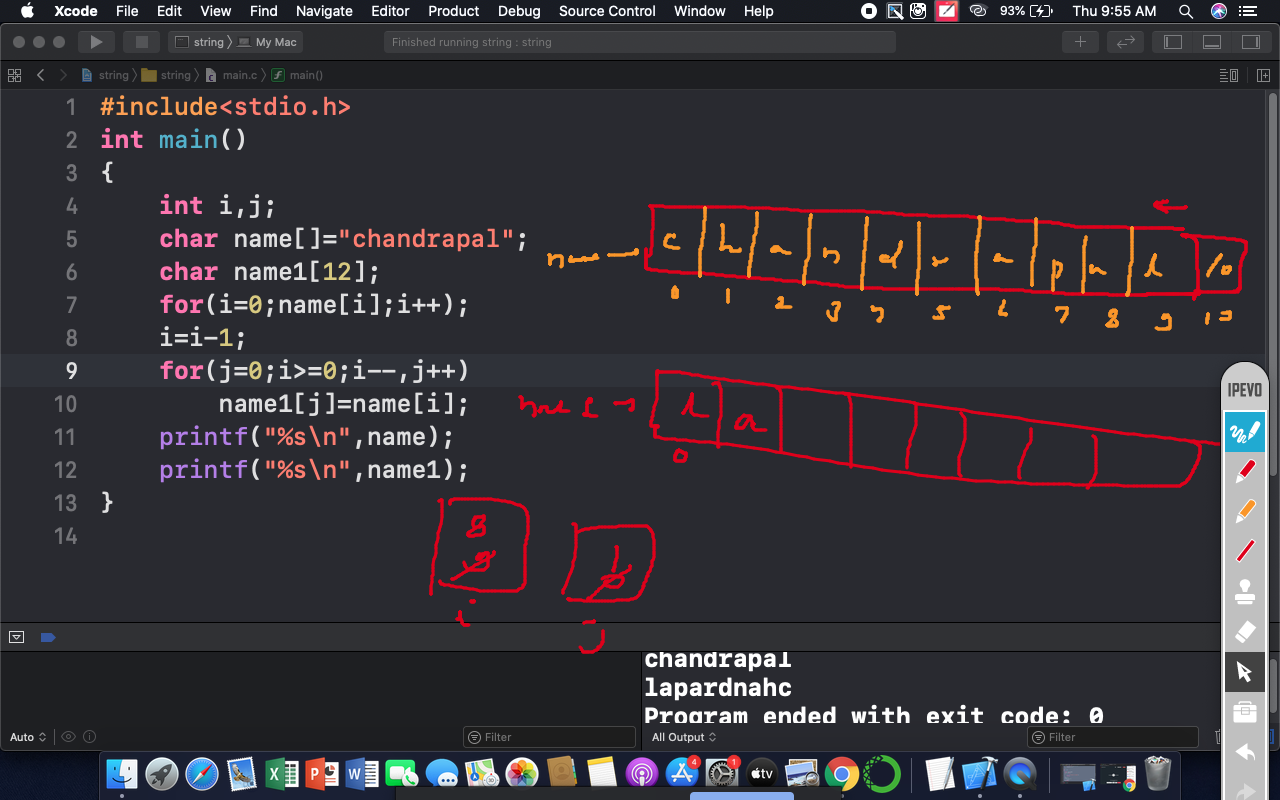 Xcode File Edit View Find Navigate Editor Product Debug Source Control Window Help 93% Thu 9:55 AM
string 〉 My Mac
Finished running string : string
string 〉 string 〉 main.c 〉 main()
1 #include<stdio.h>
2 int main()
3 {
4 int i,j;
5 char name[]="chandrapal";
6 char name1[12];
7 for(i=0;name[i];i++);
8 i=i-1;
9 for(j=0;i>=0;i--,j++)
10 name1[j]=name[i];
11 printf("%s\n",name);
12 printf("%s\n",name1);
13 }
14
name c h a n d r a p a l \0
0 1 2 3 4 5 6 7 8 9 10
IPEVO
l a
0
8
9
1
0
i
j
chandrapal
lapardnahc
Program ended with exit code: 0
Auto
Filter
All Output
Filter
4
1
tv